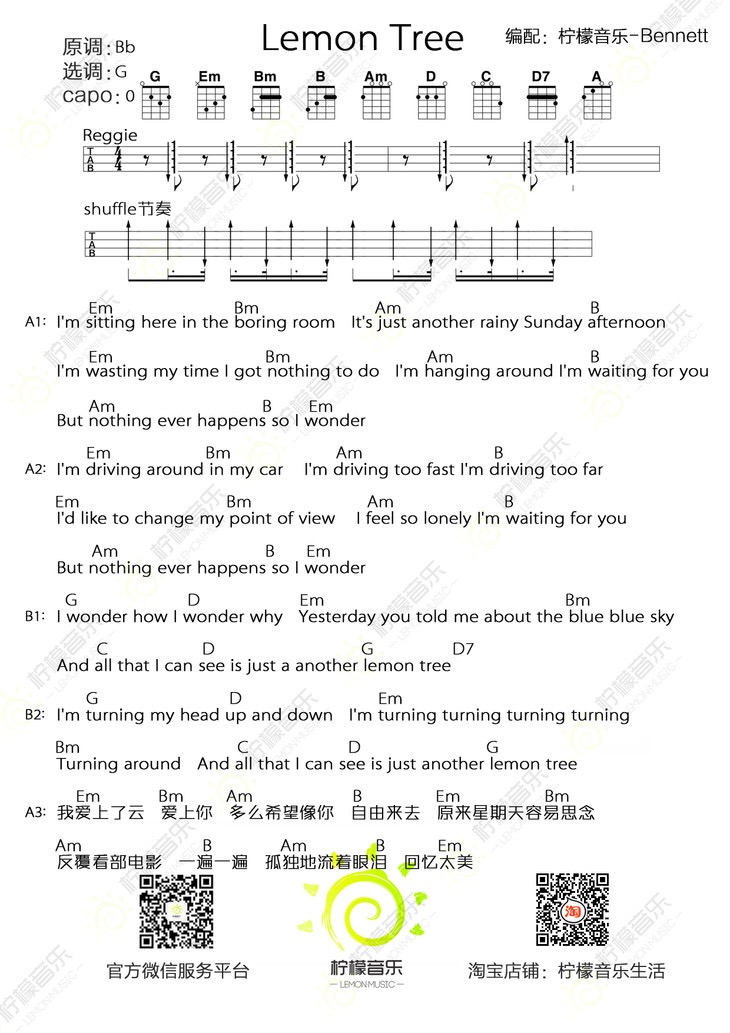 Lemon Tree
编配：柠檬音乐-Bennett
原调：Bb
选调：G
capo：0
G Em Bm B Am D C D7 A
Reggie
TAB 4/4
shuffle节奏
TAB
Em Bm Am B
A1: I'm sitting here in the boring room It's just another rainy Sunday afternoon
Em Bm Am B
I'm wasting my time I got nothing to do I'm hanging around I'm waiting for you
Am B Em
But nothing ever happens so I wonder
Em Bm Am B
A2: I'm driving around in my car I'm driving too fast I'm driving too far
Em Bm Am B
I'd like to change my point of view I feel so lonely I'm waiting for you
Am B Em
But nothing ever happens so I wonder
G D Em Bm
B1: I wonder how I wonder why Yesterday you told me about the blue blue sky
C D G D7
And all that I can see is just a another lemon tree
G D Em
B2: I'm turning my head up and down I'm turning turning turning turning
Bm C D G
Turning around And all that I can see is just another lemon tree
Em Bm Am B Em Bm
A3: 我爱上了云 爱上你 多么希望像你 自由来去 原来星期天容易思念
Am B Am B Em
反覆看部电影 一遍一遍 孤独地流着眼泪 回忆太美
淘
官方微信服务平台
柠檬音乐
LEMONMUSIC
淘宝店铺：柠檬音乐生活